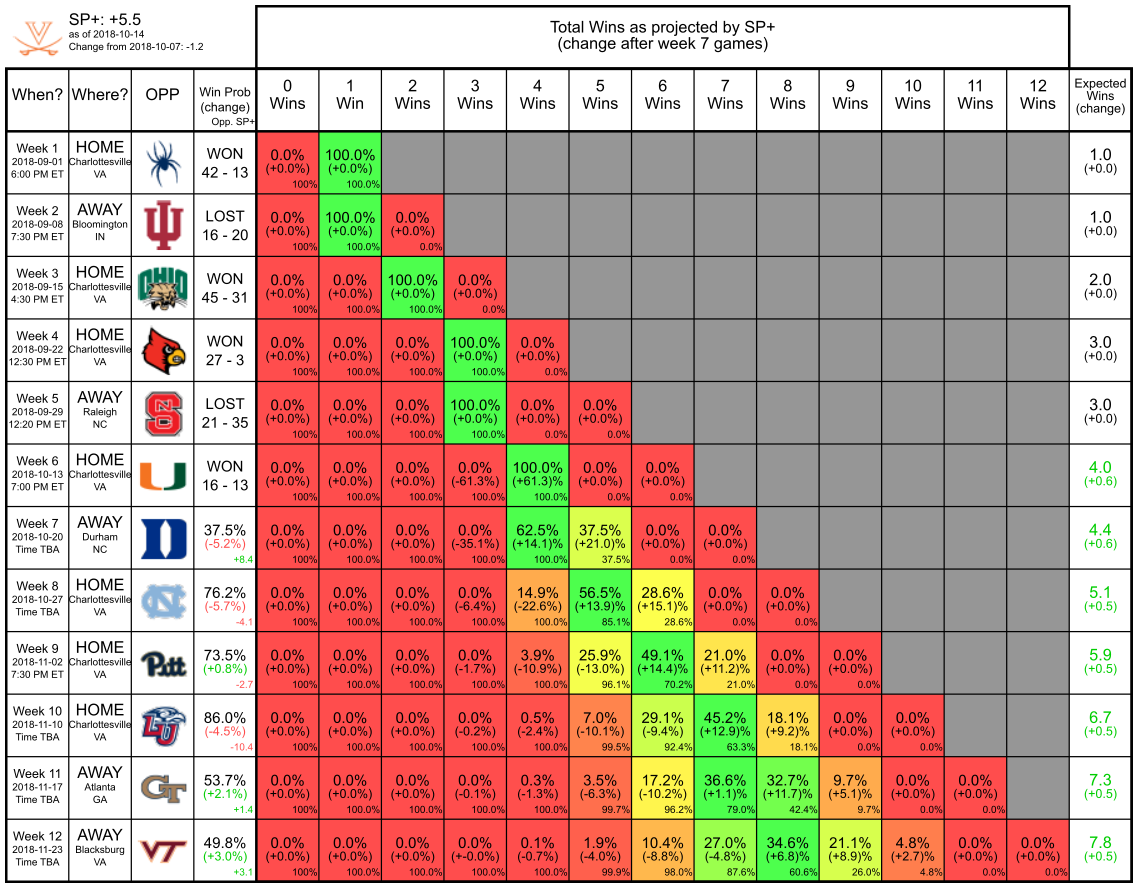 SP+: +5.5
as of 2018-10-14
Change from 2018-10-07: -1.2
Total Wins as projected by SP+
(change after week 7 games)
When? Where? OPP Win Prob (change) Opp. SP+ 0 Wins 1 Win 2 Wins 3 Wins 4 Wins 5 Wins 6 Wins 7 Wins 8 Wins 9 Wins 10 Wins 11 Wins 12 Wins Expected Wins (change)
Week 1 HOME WON 0.0% 100.0% 1.0
2018-09-01 Charlottesville 42 - 13 (+0.0%) (+0.0%) (+0.0)
6:00 PM ET VA 100% 100.0%
Week 2 AWAY LOST 0.0% 100.0% 0.0% 1.0
2018-09-08 Bloomington 16 - 20 (+0.0%) (+0.0%) (+0.0%) (+0.0)
7:30 PM ET IN 100% 100.0% 0.0%
Week 3 HOME OHIO WON 0.0% 0.0% 100.0% 0.0% 2.0
2018-09-15 Charlottesville 45 - 31 (+0.0%) (+0.0%) (+0.0%) (+0.0%) (+0.0)
4:30 PM ET VA 100% 100.0% 100.0% 0.0%
Week 4 HOME WON 0.0% 0.0% 0.0% 100.0% 0.0% 3.0
2018-09-22 Charlottesville 27 - 3 (+0.0%) (+0.0%) (+0.0%) (+0.0%) (+0.0%) (+0.0)
12:30 PM ET VA 100% 100.0% 100.0% 100.0% 0.0%
Week 5 AWAY S LOST 0.0% 0.0% 0.0% 100.0% 0.0% 0.0% 3.0
2018-09-29 Raleigh 21 - 35 (+0.0%) (+0.0%) (+0.0%) (+0.0%) (+0.0%) (+0.0%) (+0.0)
12:20 PM ET NC 100% 100.0% 100.0% 100.0% 0.0% 0.0%
Week 6 HOME U WON 0.0% 0.0% 0.0% 0.0% 100.0% 0.0% 0.0% 4.0
2018-10-13 Charlottesville 16 - 13 (+0.0%) (+0.0%) (+0.0%) (-61.3%) (+61.3)% (+0.0%) (+0.0%) (+0.6)
7:00 PM ET VA 100% 100.0% 100.0% 100.0% 100.0% 0.0% 0.0%
Week 7 AWAY D 37.5% 0.0% 0.0% 0.0% 0.0% 62.5% 37.5% 0.0% 0.0% 4.4
2018-10-20 Durham (-5.2%) (+0.0%) (+0.0%) (+0.0%) (-35.1%) (+14.1)% (+21.0)% (+0.0%) (+0.0%) (+0.6)
Time TBA NC +8.4 100% 100.0% 100.0% 100.0% 100.0% 37.5% 0.0% 0.0%
Week 8 HOME NC 76.2% 0.0% 0.0% 0.0% 0.0% 14.9% 56.5% 28.6% 0.0% 0.0% 5.1
2018-10-27 Charlottesville (-5.7%) (+0.0%) (+0.0%) (+0.0%) (-6.4%) (-22.6%) (+13.9)% (+15.1)% (+0.0%) (+0.0%) (+0.5)
Time TBA VA -4.1 100% 100.0% 100.0% 100.0% 100.0% 85.1% 28.6% 0.0% 0.0%
Week 9 HOME Pitt 73.5% 0.0% 0.0% 0.0% 0.0% 3.9% 25.9% 49.1% 21.0% 0.0% 0.0% 5.9
2018-11-02 Charlottesville (+0.8%) (+0.0%) (+0.0%) (+0.0%) (-1.7%) (-10.9%) (-13.0%) (+14.4)% (+11.2)% (+0.0%) (+0.0%) (+0.5)
7:30 PM ET VA -2.7 100% 100.0% 100.0% 100.0% 100.0% 96.1% 70.2% 21.0% 0.0% 0.0%
Week 10 HOME LU 86.0% 0.0% 0.0% 0.0% 0.0% 0.5% 7.0% 29.1% 45.2% 18.1% 0.0% 0.0% 6.7
2018-11-10 Charlottesville (-4.5%) (+0.0%) (+0.0%) (+0.0%) (-0.2%) (-2.4%) (-10.1%) (-9.4%) (+12.9)% (+9.2)% (+0.0%) (+0.0%) (+0.5)
Time TBA VA -10.4 100% 100.0% 100.0% 100.0% 100.0% 99.5% 92.4% 63.3% 18.1% 0.0% 0.0%
Week 11 AWAY GT 53.7% 0.0% 0.0% 0.0% 0.0% 0.3% 3.5% 17.2% 36.6% 32.7% 9.7% 0.0% 0.0% 7.3
2018-11-17 Atlanta (+2.1%) (+0.0%) (+0.0%) (+0.0%) (-0.1%) (-1.3%) (-6.3%) (-10.2%) (+1.1)% (+11.7)% (+5.1)% (+0.0%) (+0.0%) (+0.5)
Time TBA GA +1.4 100% 100.0% 100.0% 100.0% 100.0% 99.7% 96.2% 79.0% 42.4% 9.7% 0.0% 0.0%
Week 12 AWAY VT 49.8% 0.0% 0.0% 0.0% 0.0% 0.1% 1.9% 10.4% 27.0% 34.6% 21.1% 4.8% 0.0% 0.0% 7.8
2018-11-23 Blacksburg (+3.0%) (+0.0%) (+0.0%) (+0.0%) (+-0.0%) (-0.7%) (-4.0%) (-8.8%) (-4.8%) (+6.8)% (+8.9)% (+2.7)% (+0.0%) (+0.0%) (+0.5)
Time TBA VA +3.1 100% 100.0% 100.0% 100.0% 100.0% 99.9% 98.0% 87.6% 60.6% 26.0% 4.8% 0.0% 0.0%